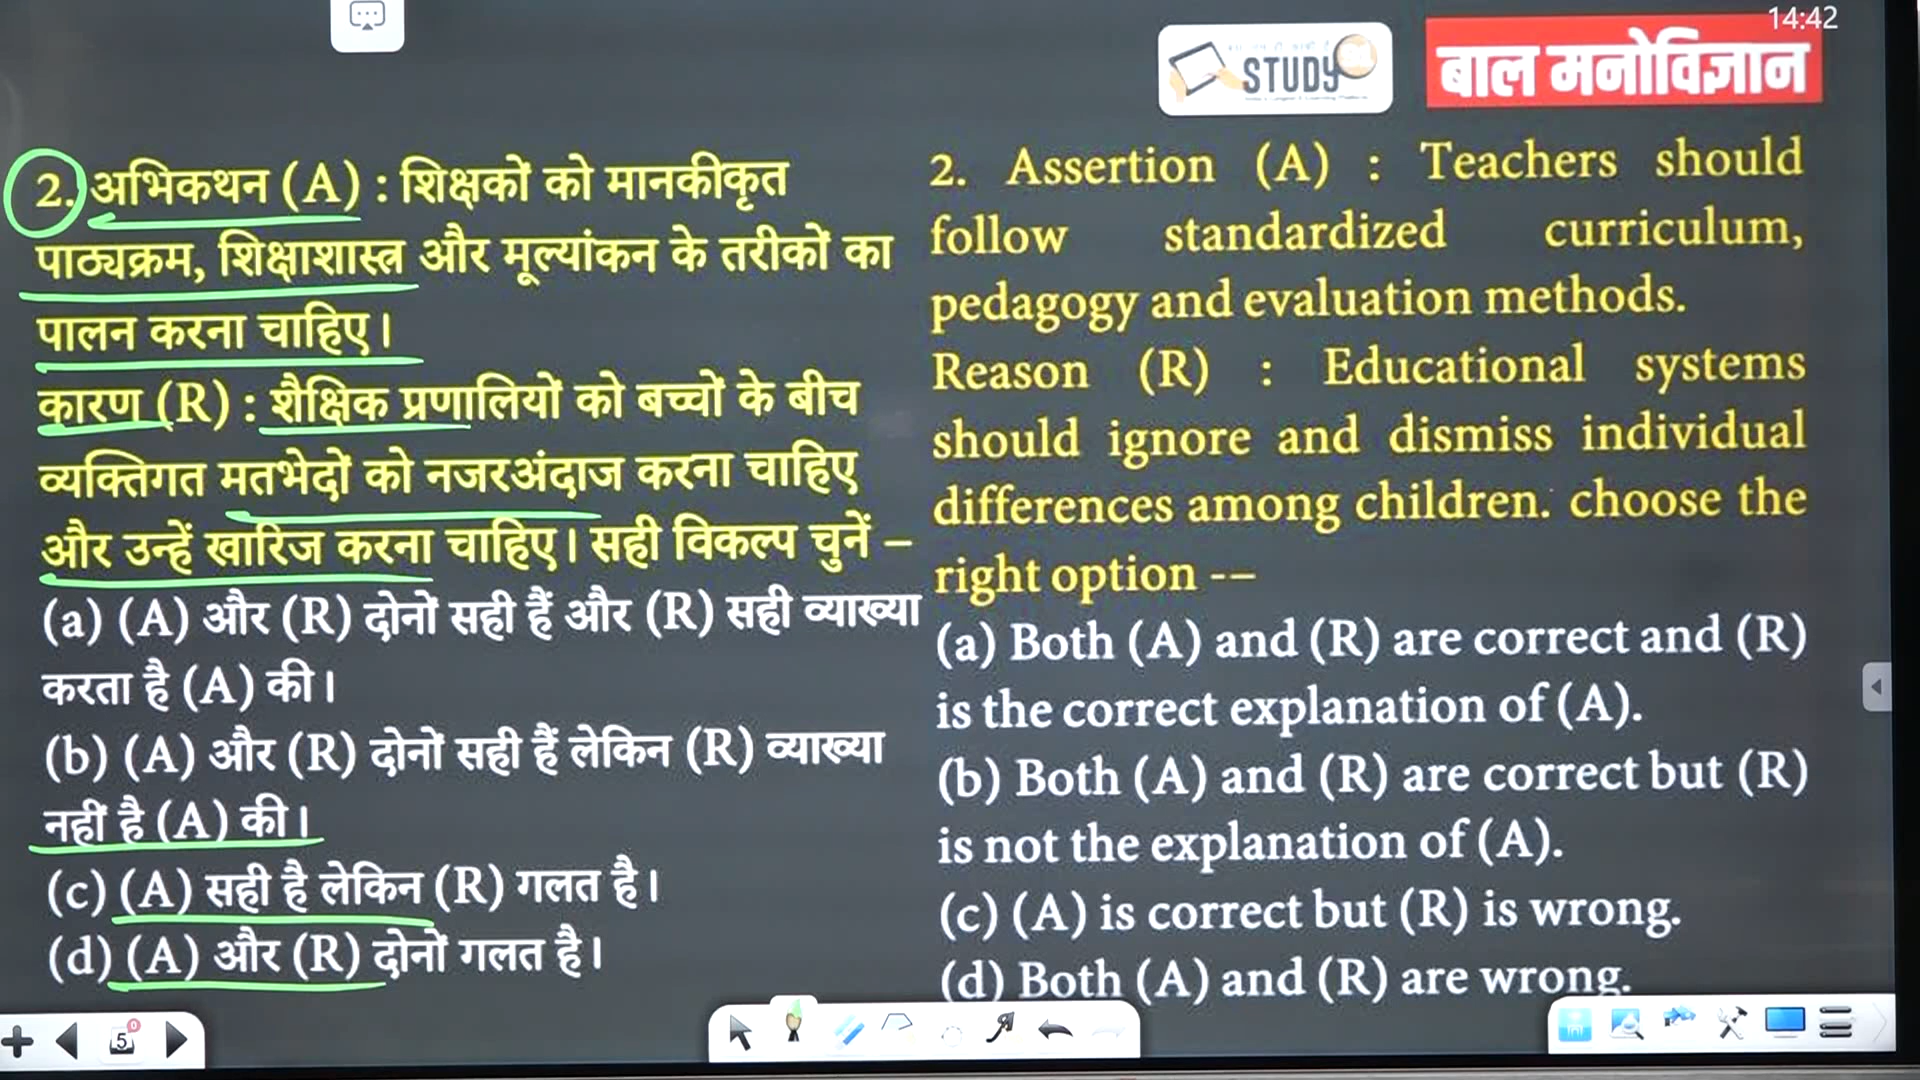 14:42
STUDY
बाल मनोविज्ञान
2. अभिकथन (A) : शिक्षकों को मानकीकृत
पाठ्यक्रम, शिक्षाशास्त्र और मूल्यांकन के तरीकों का
पालन करना चाहिए।
कारण (R) : शैक्षिक प्रणालियों को बच्चों के बीच
व्यक्तिगत मतभेदों को नजरअंदाज करना चाहिए
और उन्हें खारिज करना चाहिए। सही विकल्प चुनें –
(a) (A) और (R) दोनों सही हैं और (R) सही व्याख्या
करता है (A) की।
(b) (A) और (R) दोनों सही हैं लेकिन (R) व्याख्या
नहीं है (A) की।
(c) (A) सही है लेकिन (R) गलत है।
(d) (A) और (R) दोनों गलत है।
2. Assertion (A) : Teachers should
follow standardized curriculum,
pedagogy and evaluation methods.
Reason (R) : Educational systems
should ignore and dismiss individual
differences among children. choose the
right option -–
(a) Both (A) and (R) are correct and (R)
is the correct explanation of (A).
(b) Both (A) and (R) are correct but (R)
is not the explanation of (A).
(c) (A) is correct but (R) is wrong.
(d) Both (A) and (R) are wrong.
5
0